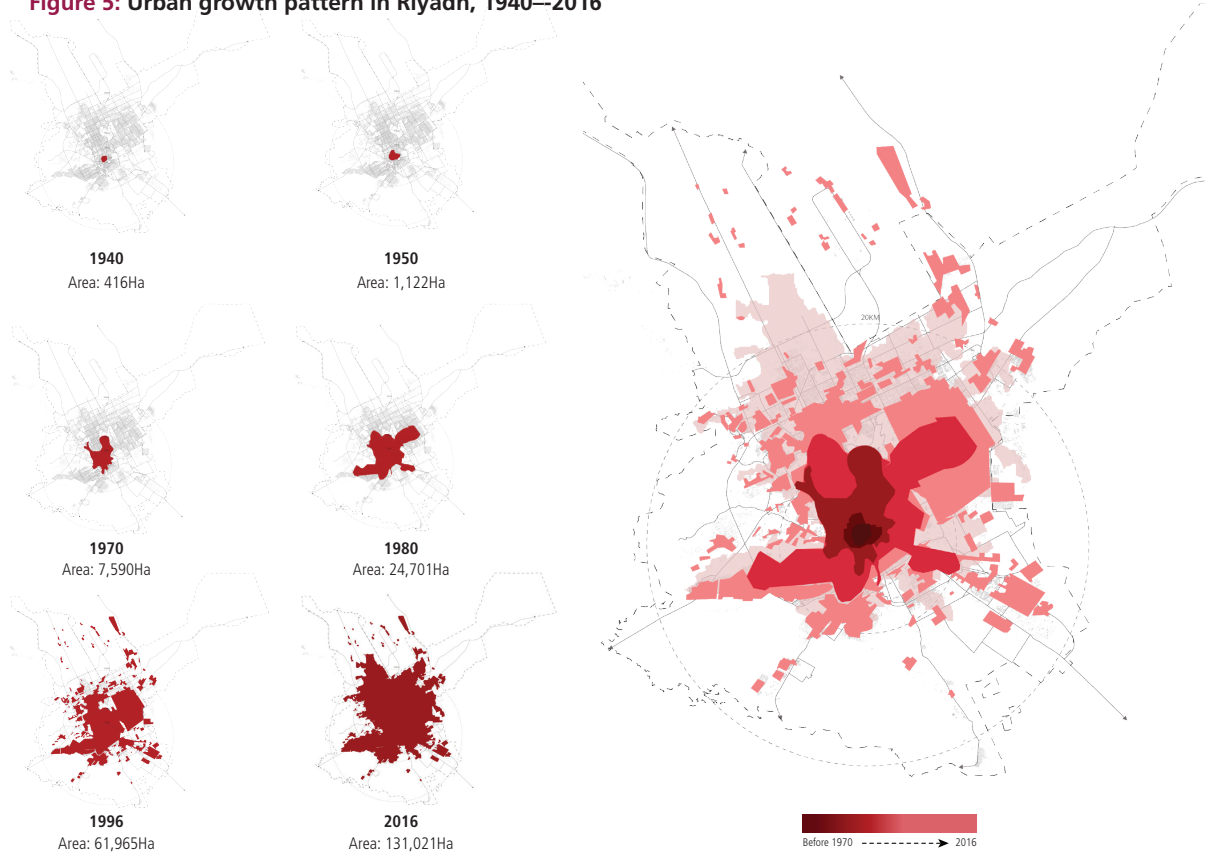 Figure 5: Urban growth pattern in Riyadh, 1940–-2016
1940
Area: 416Ha
1950
Area: 1,122Ha
1970
Area: 7,590Ha
1980
Area: 24,701Ha
1996
Area: 61,965Ha
2016
Area: 131,021Ha
20KM
Before 1970
2016